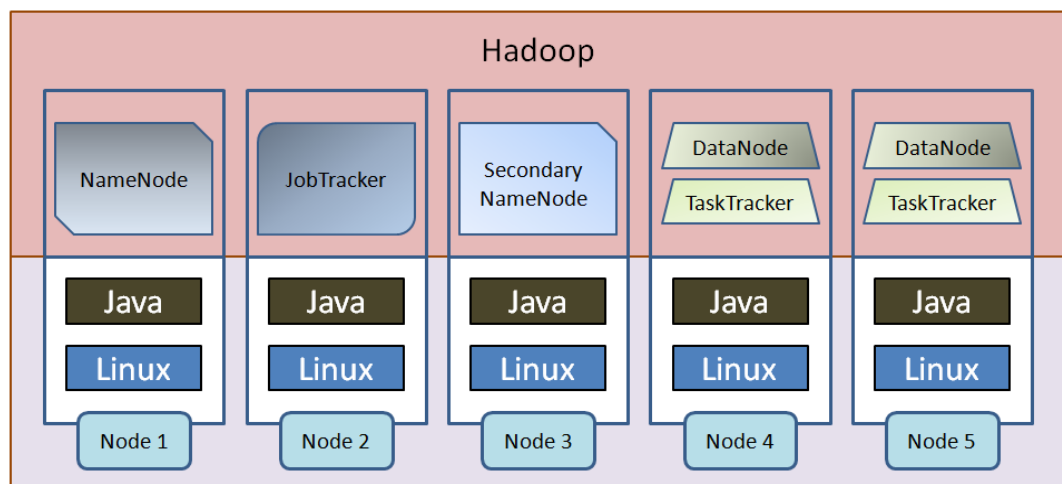 Hadoop
NameNode
JobTracker
Secondary
NameNode
DataNode
TaskTracker
DataNode
TaskTracker
Java
Java
Java
Java
Java
Linux
Linux
Linux
Linux
Linux
Node 1
Node 2
Node 3
Node 4
Node 5